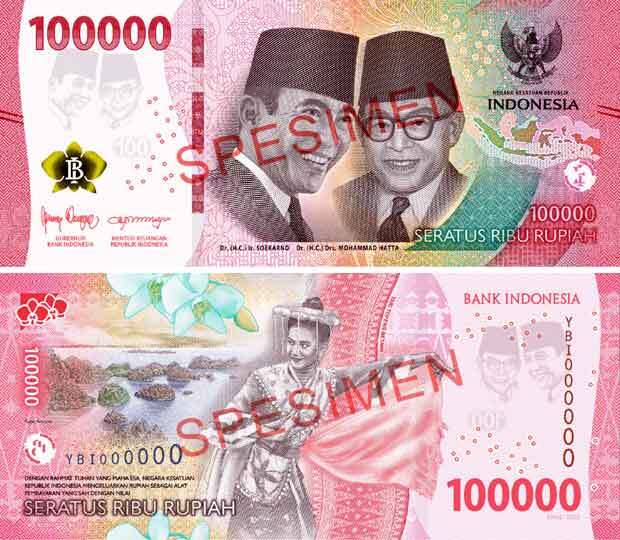 100000
SPESIMEN
NEGARA KESATUAN REPUBLIK
INDONESIA
100
GUBERNUR
BANK INDONESIA
MENTERI KEUANGAN
REPUBLIK INDONESIA
Dr. (H.C.) Ir. SOEKARNO
Dr. (H.C.) Drs. MOHAMMAD HATTA
100000
SERATUS RIBU RUPIAH
BANK INDONESIA
100000
YBI000000
SPESIMEN
YBI000000
DENGAN RAHMAT TUHAN YANG MAHA ESA, NEGARA KESATUAN
REPUBLIK INDONESIA MENGELUARKAN RUPIAH SEBAGAI ALAT
PEMBAYARAN YANG SAH DENGAN NILAI
SERATUS RIBU RUPIAH
100000